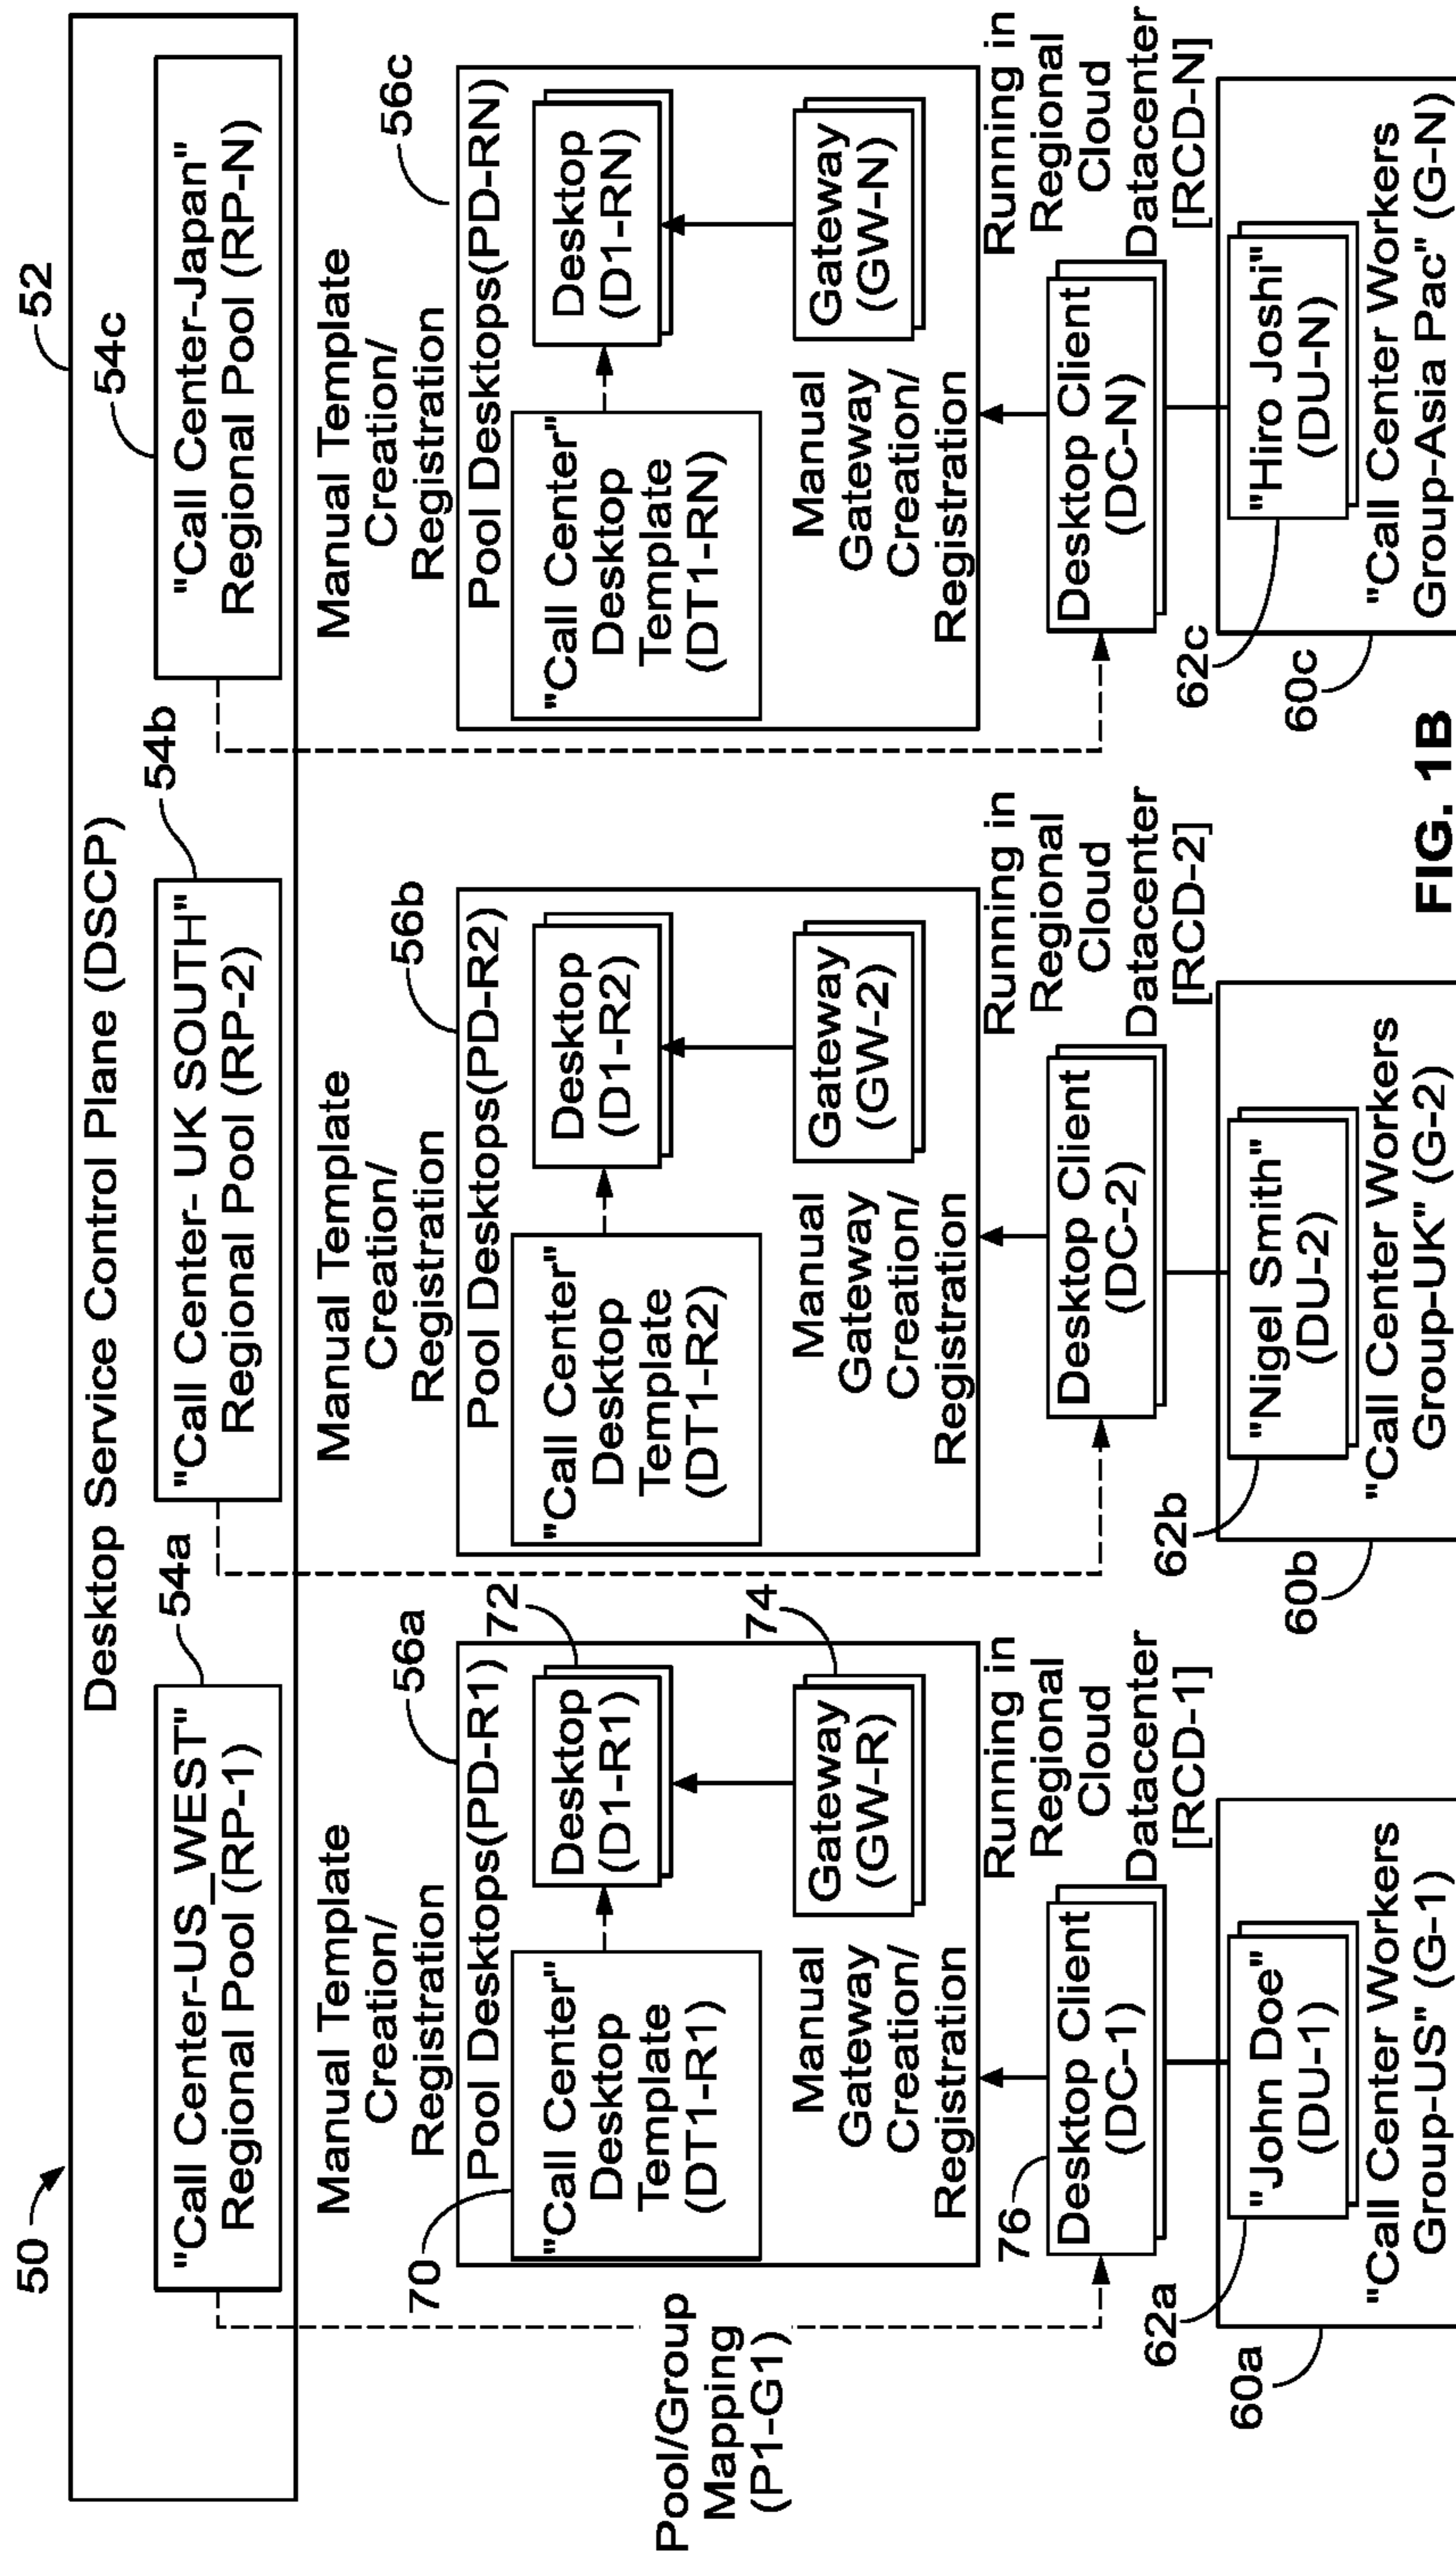 50
52
Desktop Service Control Plane (DSCP)
54a
"Call Center-US_WEST"
Regional Pool (RP-1)
54b
"Call Center- UK SOUTH"
Regional Pool (RP-2)
54c
"Call Center-Japan"
Regional Pool (RP-N)
Pool/Group
Mapping
(P1-G1)
Manual Template
Creation/
Registration
56a
Pool Desktops(PD-R1)
70
"Call Center"
Desktop
Template
(DT1-R1)
72
Desktop
(D1-R1)
74
Gateway
(GW-R)
Manual
Gateway
Creation/
Registration
Running in
Regional
Cloud
Datacenter
[RCD-1]
76
Desktop Client
(DC-1)
62a
"John Doe"
(DU-1)
60a
"Call Center Workers
Group-US" (G-1)
Manual Template
Creation/
Registration
56b
Pool Desktops(PD-R2)
"Call Center"
Desktop
Template
(DT1-R2)
Desktop
(D1-R2)
Gateway
(GW-2)
Manual
Gateway
Creation/
Registration
Running in
Regional
Cloud
Datacenter
[RCD-2]
Desktop Client
(DC-2)
62b
"Nigel Smith"
(DU-2)
60b
"Call Center Workers
Group-UK" (G-2)
Manual Template
Creation/
Registration
56c
Pool Desktops(PD-RN)
"Call Center"
Desktop
Template
(DT1-RN)
Desktop
(D1-RN)
Gateway
(GW-N)
Manual
Gateway
Creation/
Registration
Running in
Regional
Cloud
Datacenter
[RCD-N]
Desktop Client
(DC-N)
62c
"Hiro Joshi"
(DU-N)
60c
"Call Center Workers
Group-Asia Pac" (G-N)
FIG. 1B